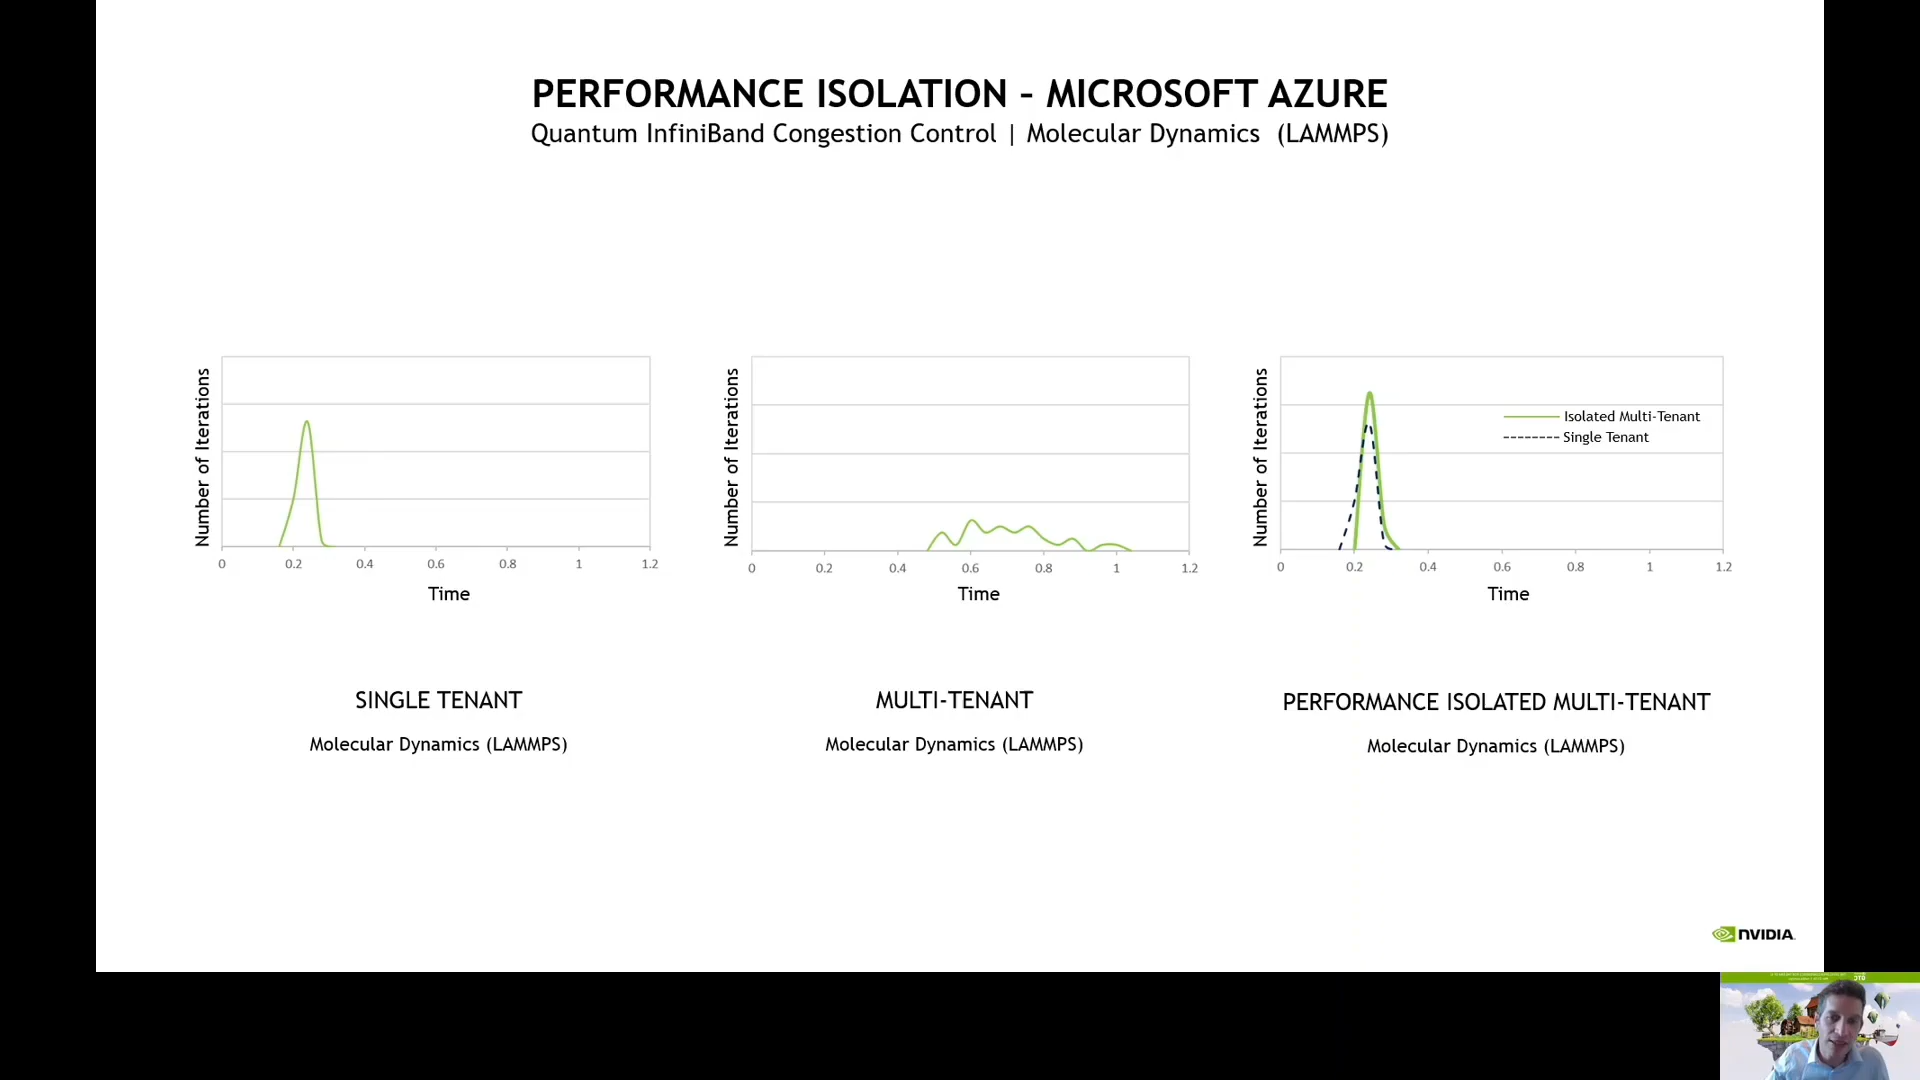 PERFORMANCE ISOLATION – MICROSOFT AZURE
Quantum InfiniBand Congestion Control | Molecular Dynamics (LAMMPS)
Number of Iterations
0 0.2 0.4 0.6 0.8 1 1.2
Time
SINGLE TENANT
Molecular Dynamics (LAMMPS)
Number of Iterations
0 0.2 0.4 0.6 0.8 1 1.2
Time
MULTI-TENANT
Molecular Dynamics (LAMMPS)
Number of Iterations
Isolated Multi-Tenant
Single Tenant
0 0.2 0.4 0.6 0.8 1 1.2
Time
PERFORMANCE ISOLATED MULTI-TENANT
Molecular Dynamics (LAMMPS)
NVIDIA.